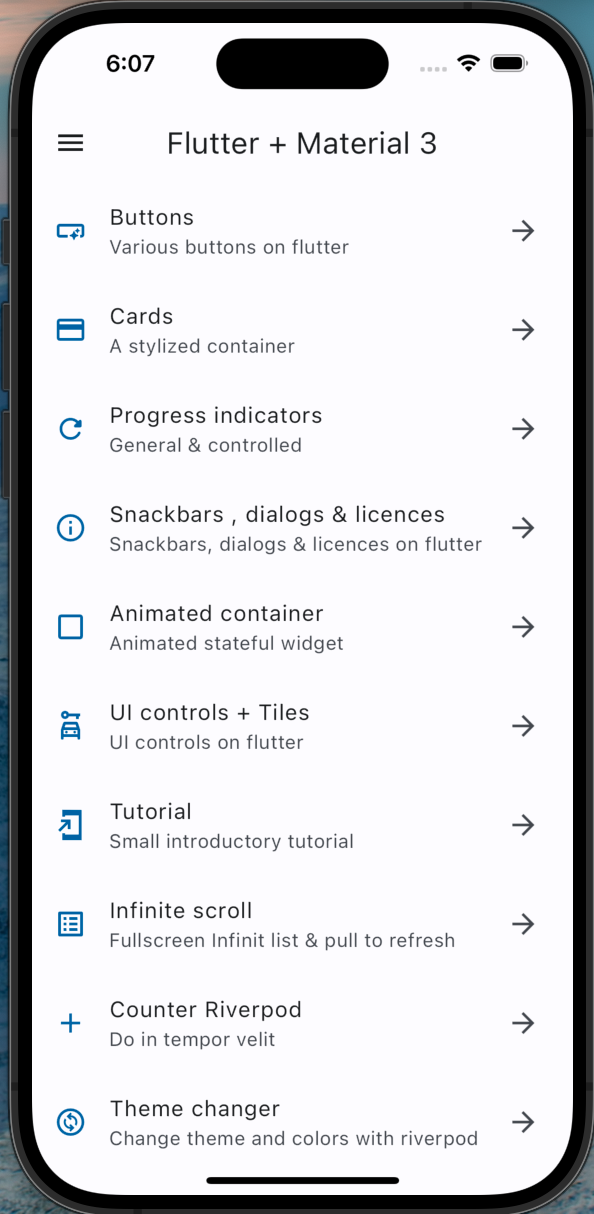 6:07
Flutter + Material 3
Buttons
Various buttons on flutter
Cards
A stylized container
Progress indicators
General & controlled
Snackbars , dialogs & licences
Snackbars, dialogs & licences on flutter
Animated container
Animated stateful widget
UI controls + Tiles
UI controls on flutter
Tutorial
Small introductory tutorial
Infinite scroll
Fullscreen Infinit list & pull to refresh
Counter Riverpod
Do in tempor velit
Theme changer
Change theme and colors with riverpod